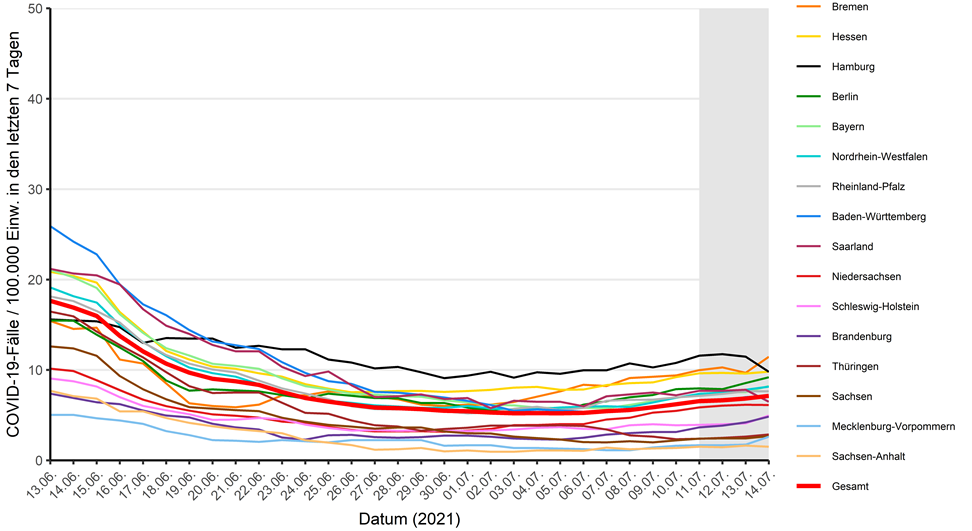 COVID-19-Fälle / 100.000 Einw. in den letzten 7 Tagen
50
40
30
20
10
0
13.06.
14.06.
15.06.
16.06.
17.06.
18.06.
19.06.
20.06.
21.06.
22.06.
23.06.
24.06.
25.06.
26.06.
27.06.
28.06.
29.06.
30.06.
01.07.
02.07.
03.07.
04.07.
05.07.
06.07.
07.07.
08.07.
09.07.
10.07.
11.07.
12.07.
13.07.
14.07.
Datum (2021)
Bremen
Hessen
Hamburg
Berlin
Bayern
Nordrhein-Westfalen
Rheinland-Pfalz
Baden-Württemberg
Saarland
Niedersachsen
Schleswig-Holstein
Brandenburg
Thüringen
Sachsen
Mecklenburg-Vorpommern
Sachsen-Anhalt
Gesamt